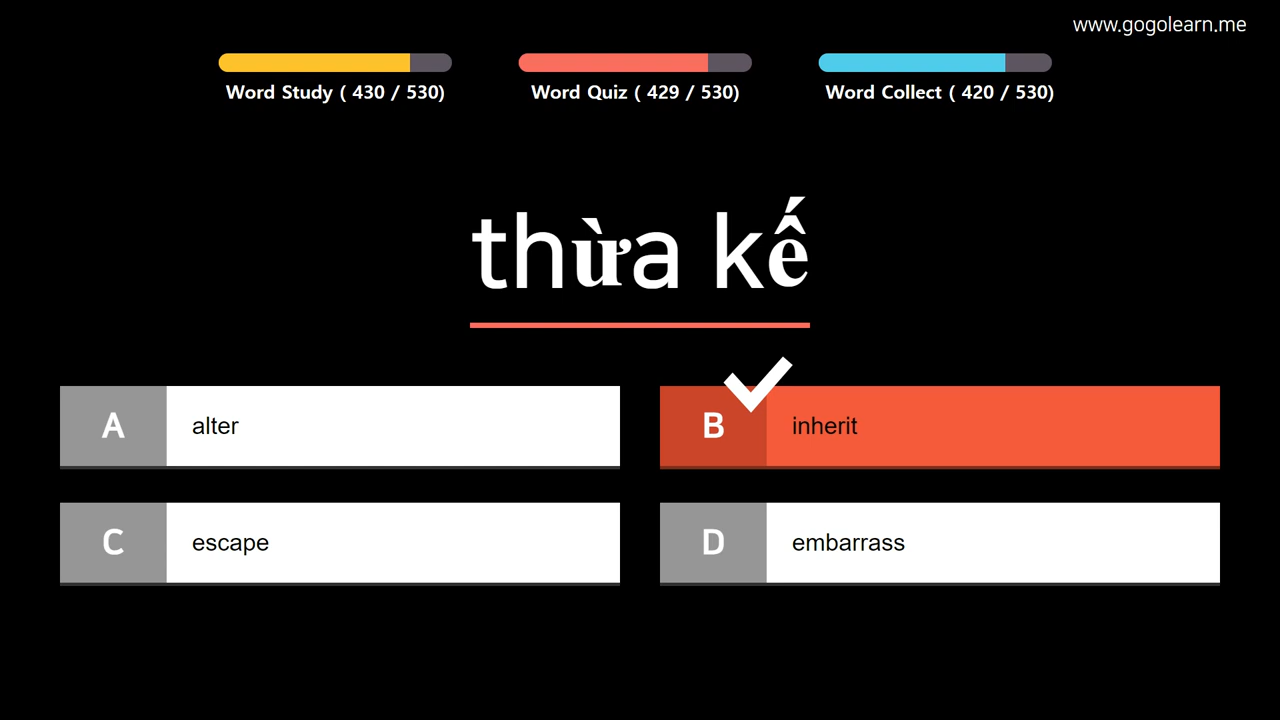 www.gogolearn.me
Word Study ( 430 / 530)
Word Quiz ( 429 / 530)
Word Collect ( 420 / 530)
thừa kế
A alter
B inherit
C escape
D embarrass